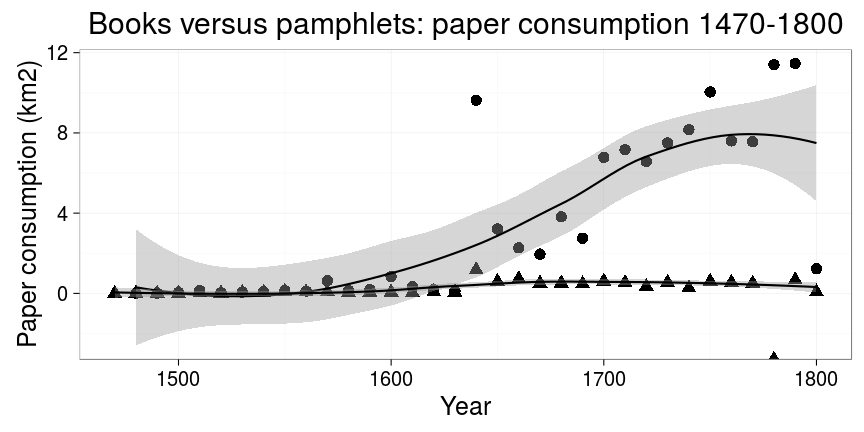 Books versus pamphlets: paper consumption 1470-1800
Paper consumption (km2)
12
8
4
0
1500 1600 1700 1800
Year